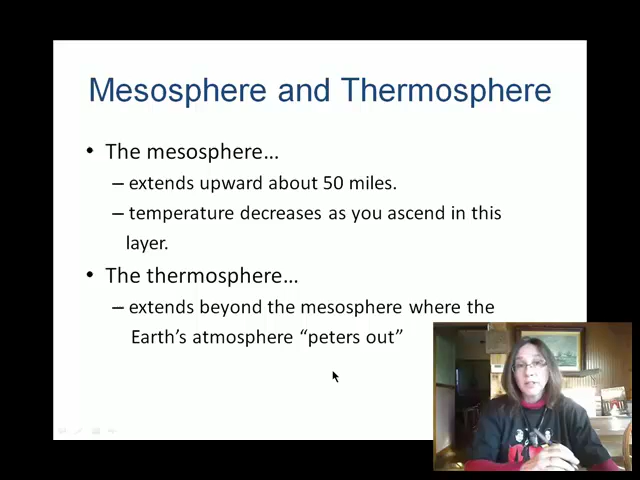 Mesosphere and Thermosphere
• The mesosphere…
– extends upward about 50 miles.
– temperature decreases as you ascend in this
layer.
• The thermosphere…
– extends beyond the mesosphere where the
Earth’s atmosphere “peters out”